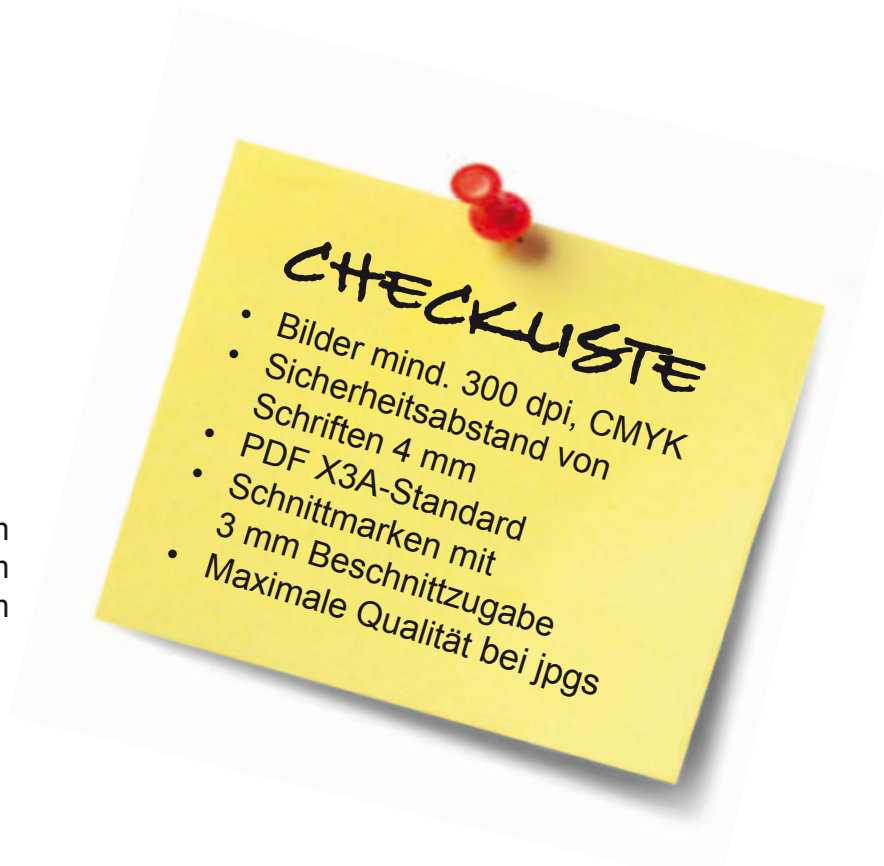 CHECKLISTE
• Bilder mind. 300 dpi, CMYK
• Sicherheitsabstand von
Schriften 4 mm
• PDF X3A-Standard
• Schnittmarken mit
3 mm Beschnittzugabe
• Maximale Qualität bei jpgs